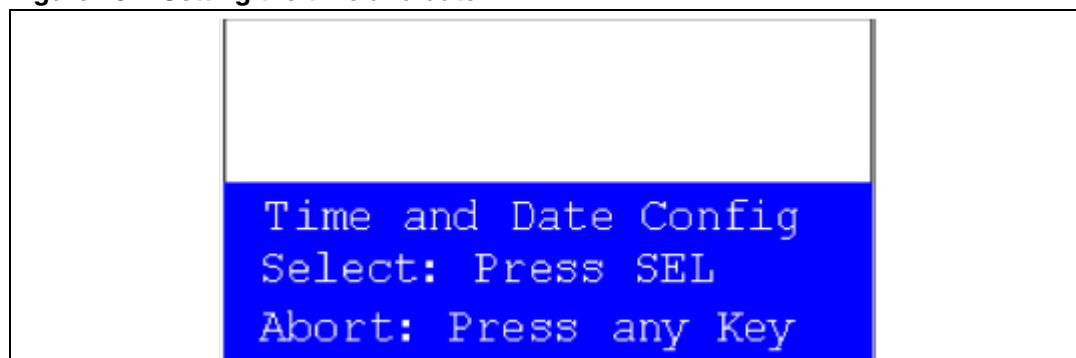 Time and Date Config
Select: Press SEL
Abort: Press any Key